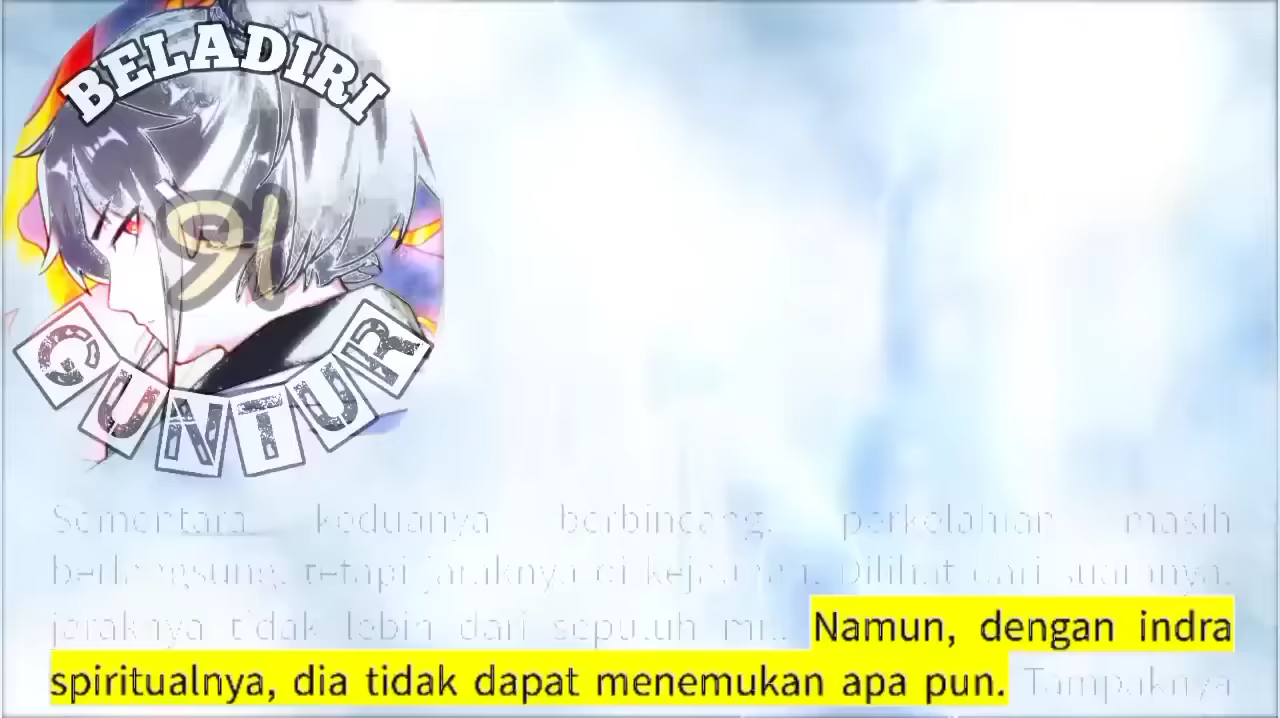 BELADIRI
GUNTUR
Sementara keduanya berbincang, perkelahian masih
berlangsung, tetapi jaraknya di kejauhan. Dilihat dari suaranya,
jaraknya tidak lebih dari sepuluh mil. Namun, dengan indra
spiritualnya, dia tidak dapat menemukan apa pun. Tampaknya